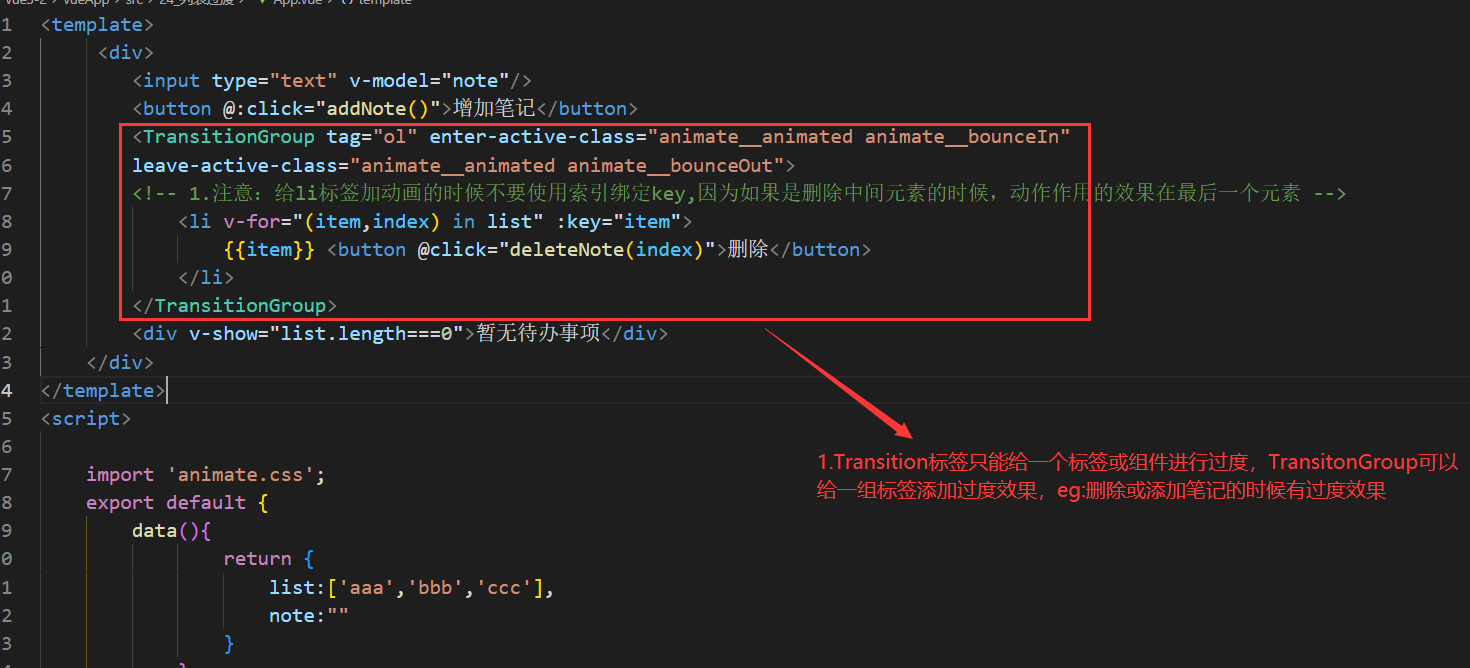 vue3-2 > vueApp > src > 24_列表过度 > App.vue > {} template
1 <template>
2 <div>
3 <input type="text" v-model="note"/>
4 <button @:click="addNote()">增加笔记</button>
5 <TransitionGroup tag="ol" enter-active-class="animate__animated animate__bounceIn"
6 leave-active-class="animate__animated animate__bounceOut">
7 <!-- 1.注意：给li标签加动画的时候不要使用索引绑定key,因为如果是删除中间元素的时候，动作作用的效果在最后一个元素 -->
8 <li v-for="(item,index) in list" :key="item">
9 {{item}} <button @click="deleteNote(index)">删除</button>
0 </li>
1 </TransitionGroup>
2 <div v-show="list.length===0">暂无待办事项</div>
3 </div>
4 </template>
5 <script>
6
7 import 'animate.css';
8 export default {
9 data(){
0 return {
1 list:['aaa','bbb','ccc'],
2 note:""
3 }
1.Transition标签只能给一个标签或组件进行过度，TransitonGroup可以
给一组标签添加过度效果，eg:删除或添加笔记的时候有过度效果